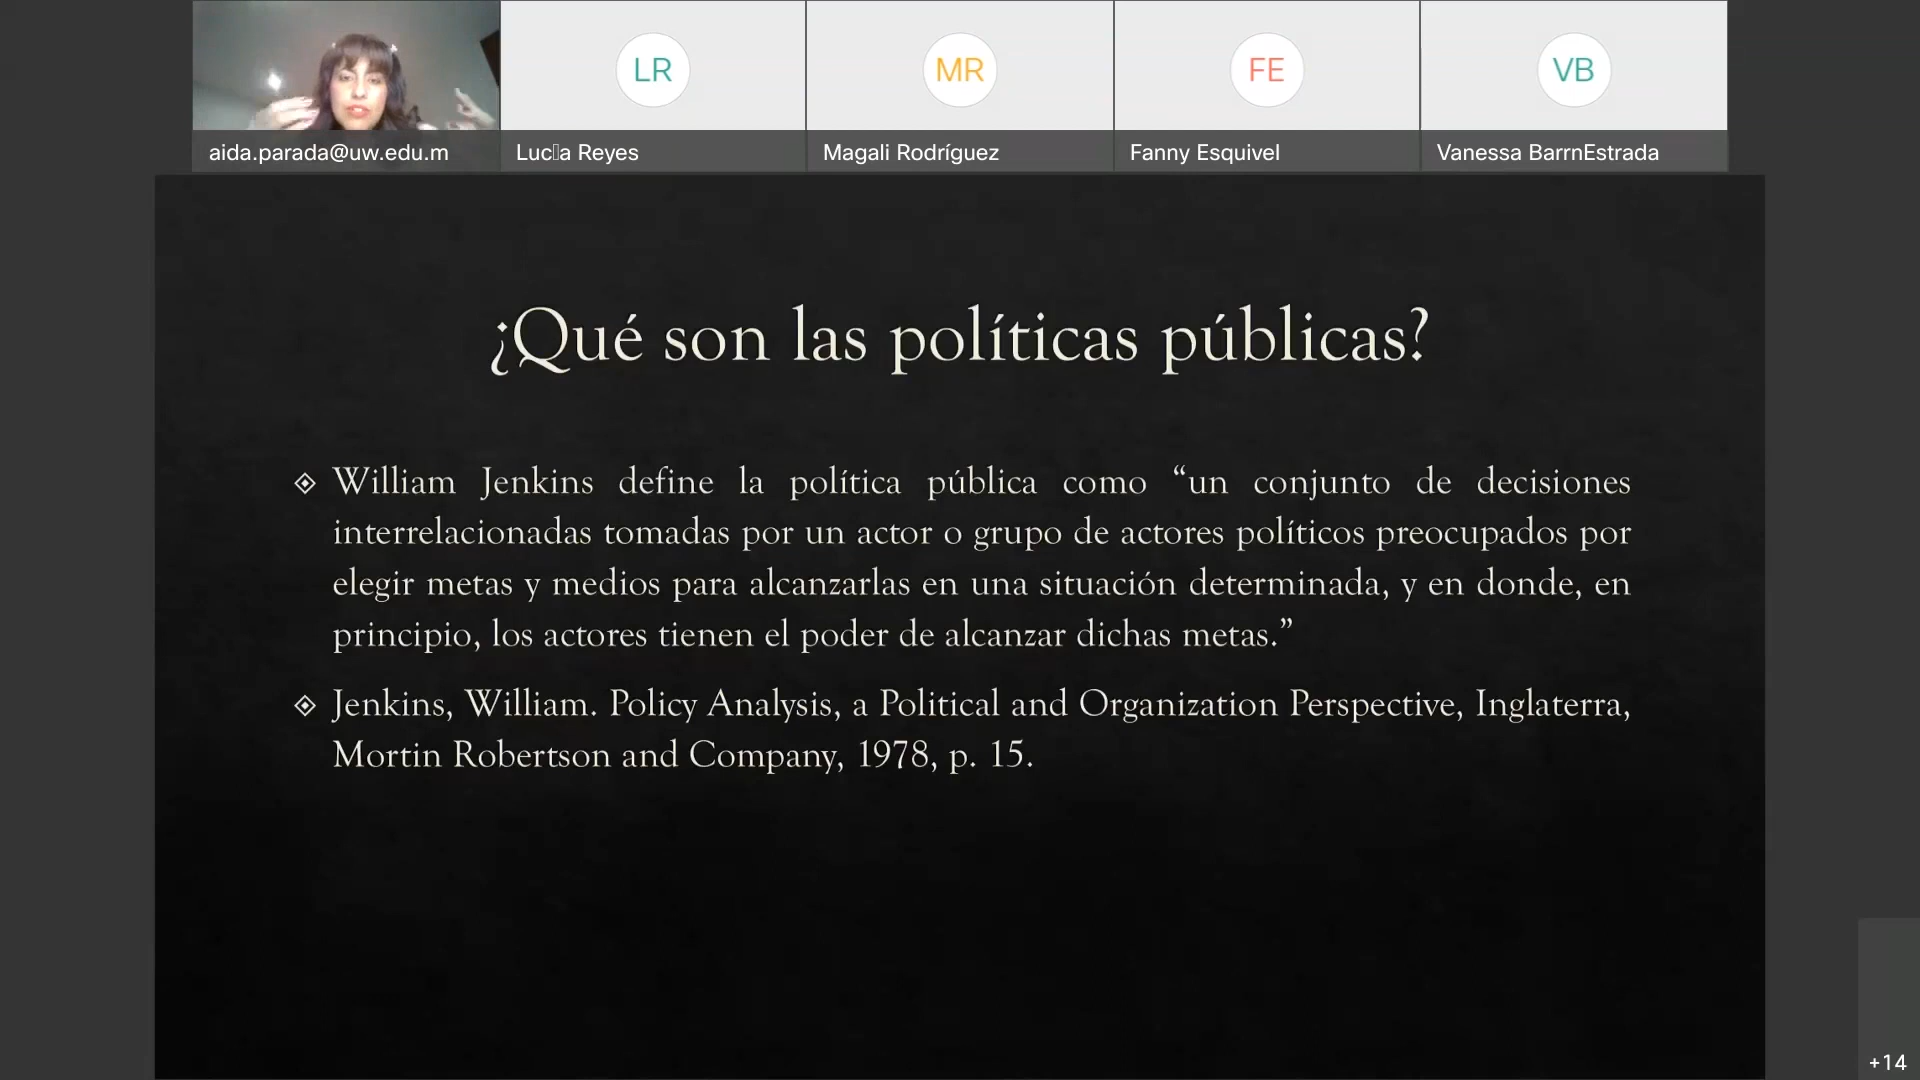 LR
MR
FE
VB
aida.parada@uw.edu.m
Luc▯a Reyes
Magali Rodríguez
Fanny Esquivel
Vanessa BarrnEstrada
¿Qué son las políticas públicas?
William Jenkins define la política pública como “un conjunto de decisiones
interrelacionadas tomadas por un actor o grupo de actores políticos preocupados por
elegir metas y medios para alcanzarlas en una situación determinada, y en donde, en
principio, los actores tienen el poder de alcanzar dichas metas.”
Jenkins, William. Policy Analysis, a Political and Organization Perspective, Inglaterra,
Mortin Robertson and Company, 1978, p. 15.
+14